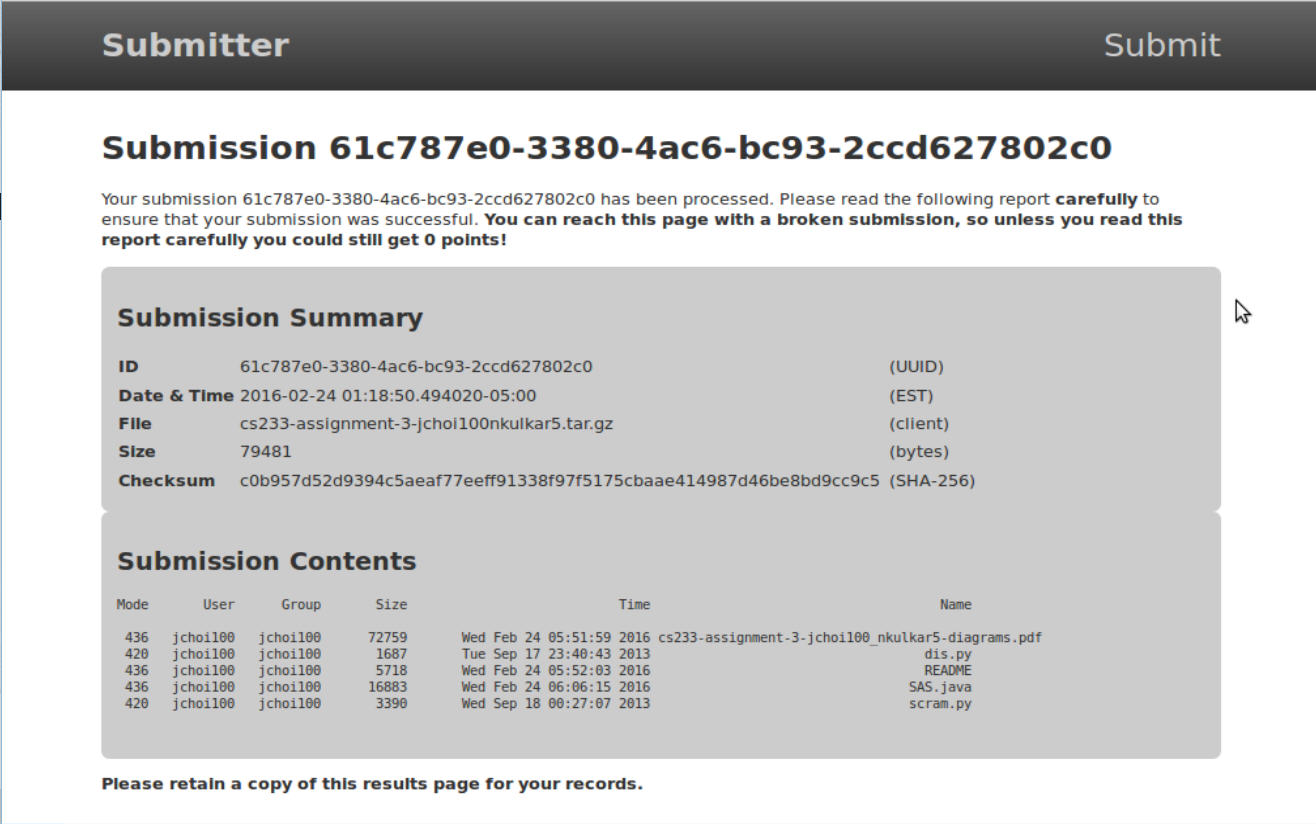 Submitter Submit
Submission 61c787e0-3380-4ac6-bc93-2ccd627802c0
Your submission 61c787e0-3380-4ac6-bc93-2ccd627802c0 has been processed. Please read the following report carefully to
ensure that your submission was successful. You can reach this page with a broken submission, so unless you read this
report carefully you could still get 0 points!
Submission Summary
ID 61c787e0-3380-4ac6-bc93-2ccd627802c0 (UUID)
Date & Time 2016-02-24 01:18:50.494020-05:00 (EST)
File cs233-assignment-3-jchoi100nkulkar5.tar.gz (client)
Size 79481 (bytes)
Checksum c0b957d52d9394c5aeaf77eeff91338f97f5175cbaae414987d46be8bd9cc9c5 (SHA-256)
Submission Contents
Mode User Group Size Time Name
436 jchoi100 jchoi100 72759 Wed Feb 24 05:51:59 2016 cs233-assignment-3-jchoi100_nkulkar5-diagrams.pdf
420 jchoi100 jchoi100 1687 Tue Sep 17 23:40:43 2013 dis.py
436 jchoi100 jchoi100 5718 Wed Feb 24 05:52:03 2016 README
436 jchoi100 jchoi100 16883 Wed Feb 24 06:06:15 2016 SAS.java
420 jchoi100 jchoi100 3390 Wed Sep 18 00:27:07 2013 scram.py
Please retain a copy of this results page for your records.